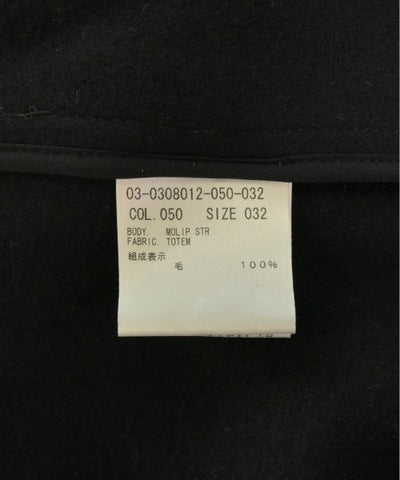 03-0308012-050-032
COL.050 SIZE 032
BODY. MOLIP STR
FABRIC. TOTEM
組成表示
毛 100%